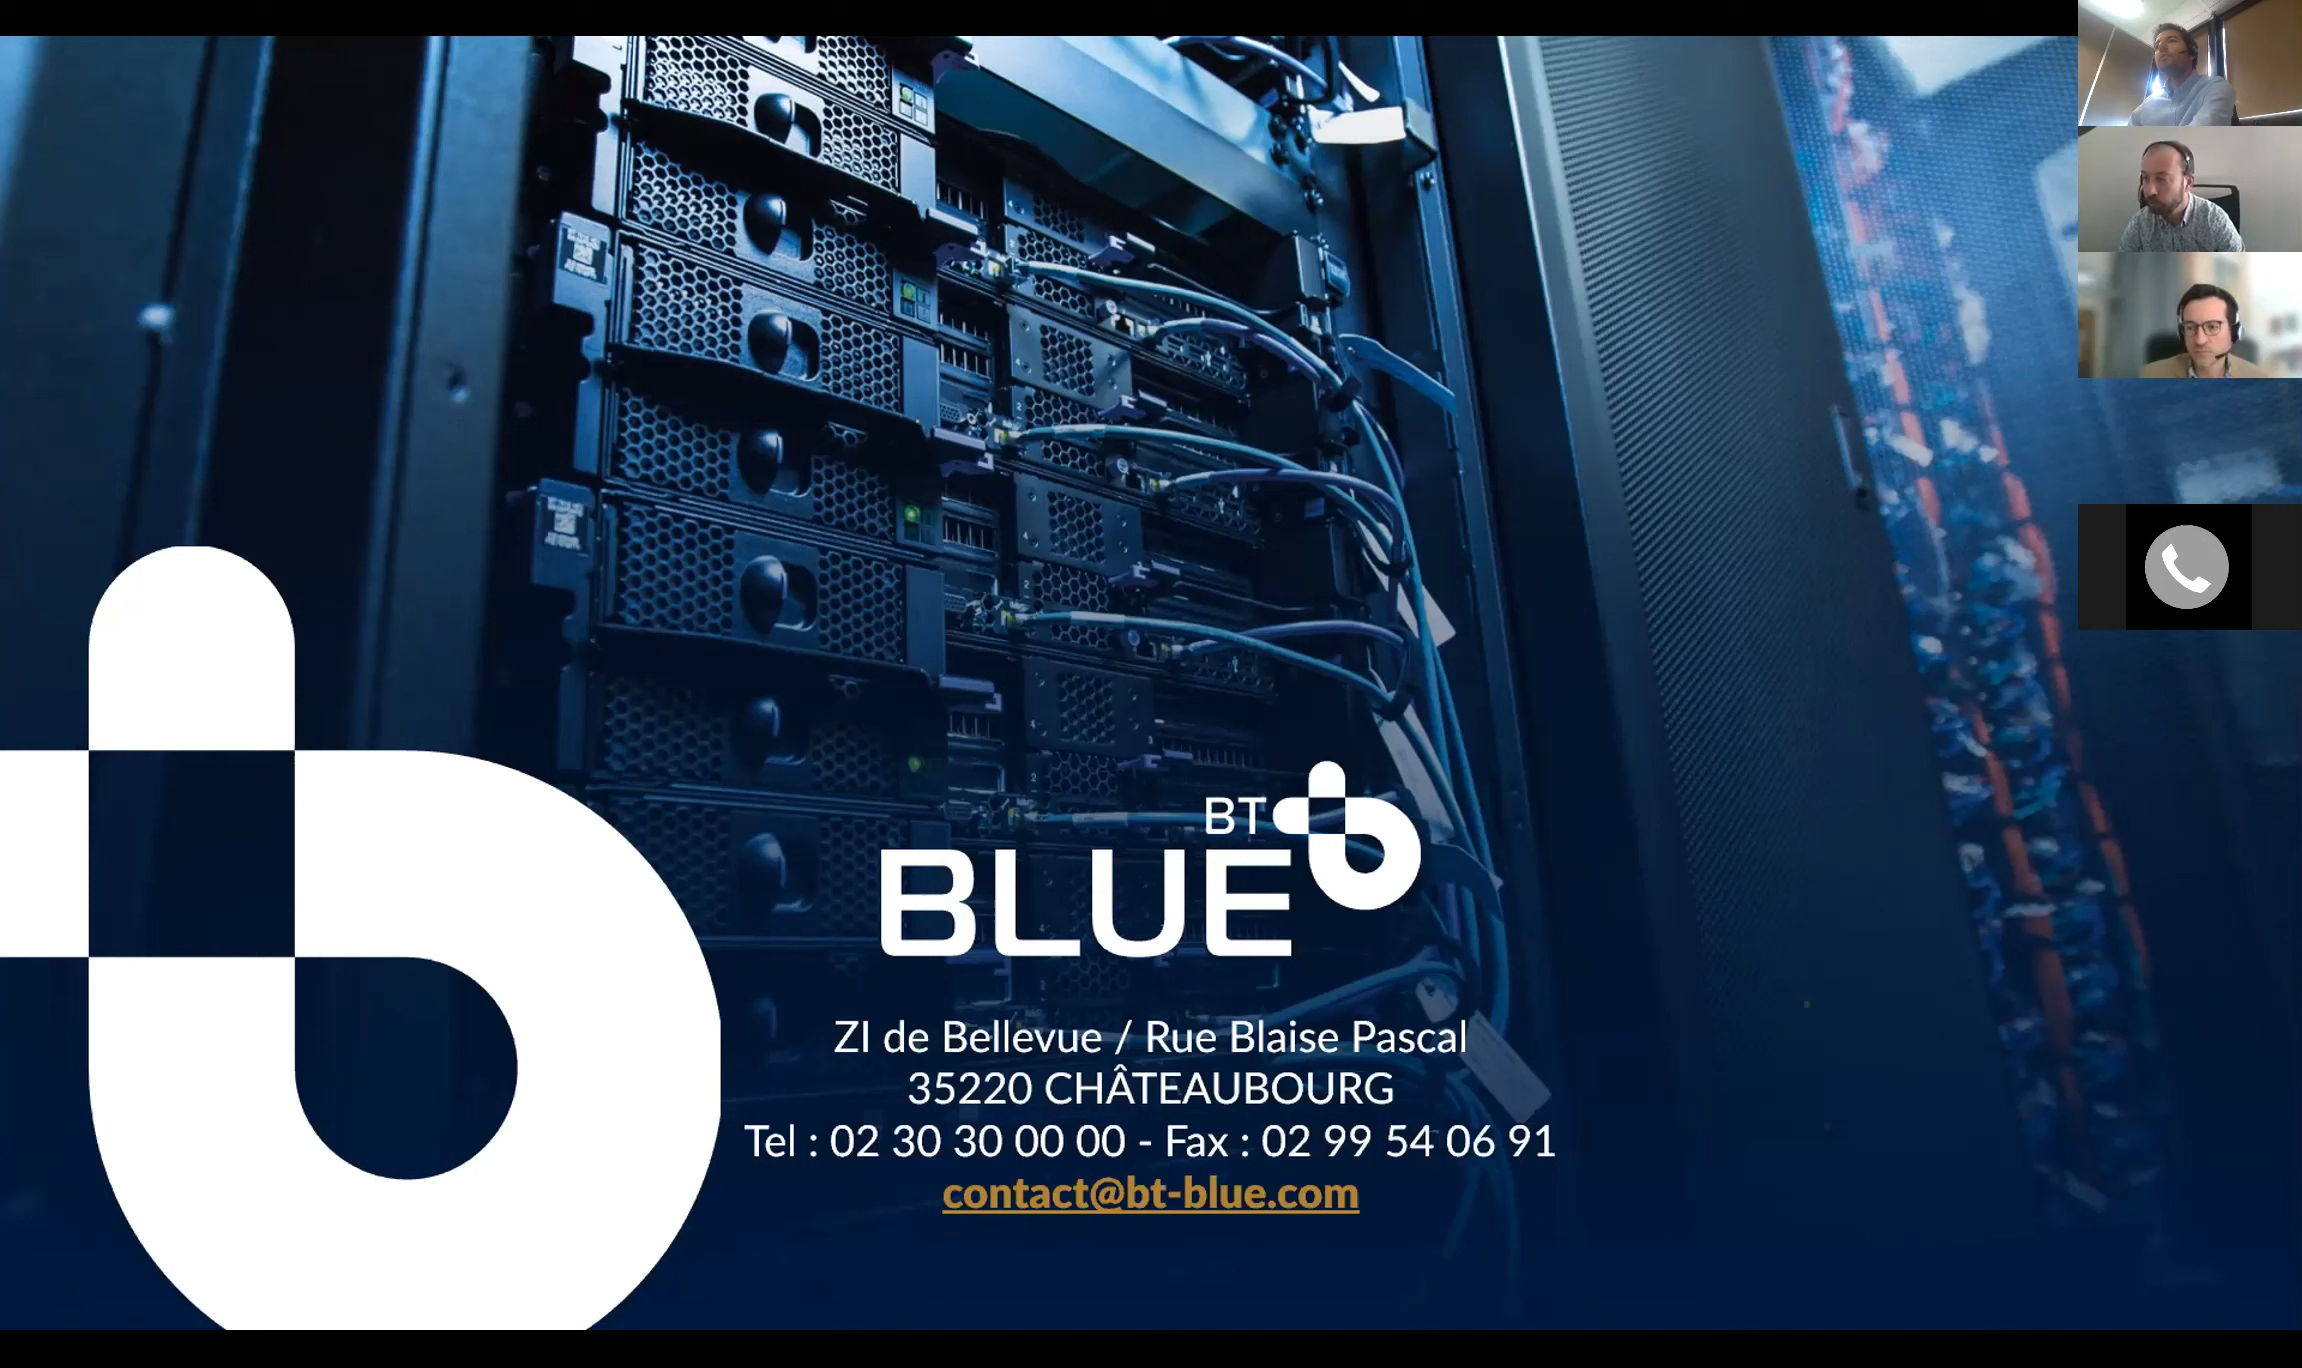 BT
BLUE
ZI de Bellevue / Rue Blaise Pascal
35220 CHÂTEAUBOURG
Tel : 02 30 30 00 00 - Fax : 02 99 54 06 91
contact@bt-blue.com